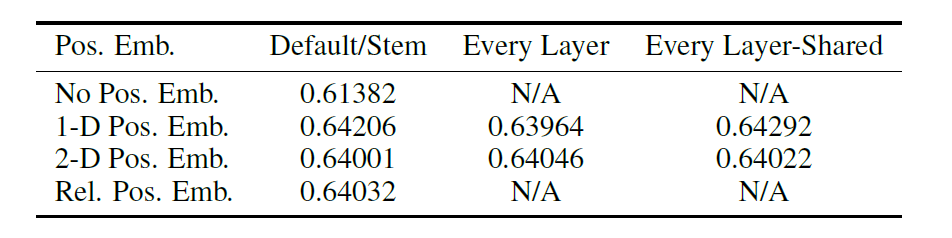 Pos. Emb. Default/Stem Every Layer Every Layer-Shared
No Pos. Emb. 0.61382 N/A N/A
1-D Pos. Emb. 0.64206 0.63964 0.64292
2-D Pos. Emb. 0.64001 0.64046 0.64022
Rel. Pos. Emb. 0.64032 N/A N/A